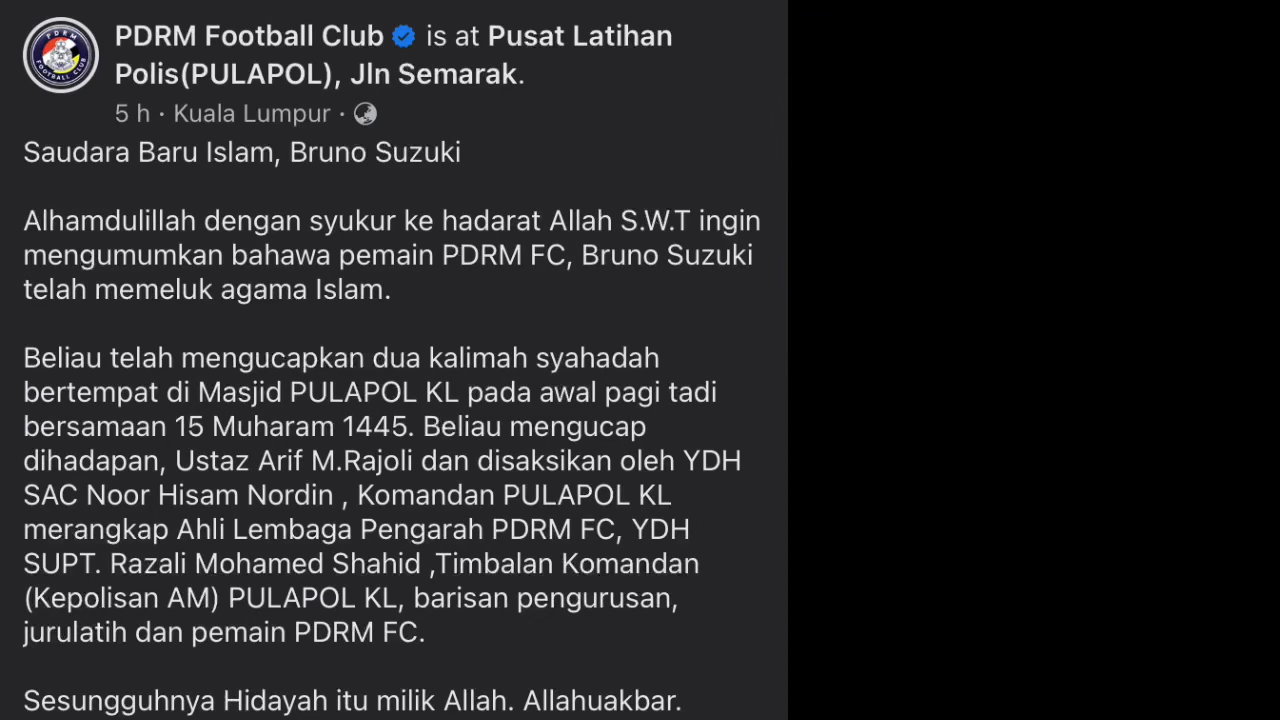 PDRM Football Club is at Pusat Latihan
Polis(PULAPOL), Jln Semarak.
5 h · Kuala Lumpur ·
Saudara Baru Islam, Bruno Suzuki
Alhamdulillah dengan syukur ke hadarat Allah S.W.T ingin
mengumumkan bahawa pemain PDRM FC, Bruno Suzuki
telah memeluk agama Islam.
Beliau telah mengucapkan dua kalimah syahadah
bertempat di Masjid PULAPOL KL pada awal pagi tadi
bersamaan 15 Muharam 1445. Beliau mengucap
dihadapan, Ustaz Arif M.Rajoli dan disaksikan oleh YDH
SAC Noor Hisam Nordin , Komandan PULAPOL KL
merangkap Ahli Lembaga Pengarah PDRM FC, YDH
SUPT. Razali Mohamed Shahid ,Timbalan Komandan
(Kepolisan AM) PULAPOL KL, barisan pengurusan,
jurulatih dan pemain PDRM FC.
Sesungguhnya Hidayah itu milik Allah. Allahuakbar.
PDRM
FOOTBALL CLUB